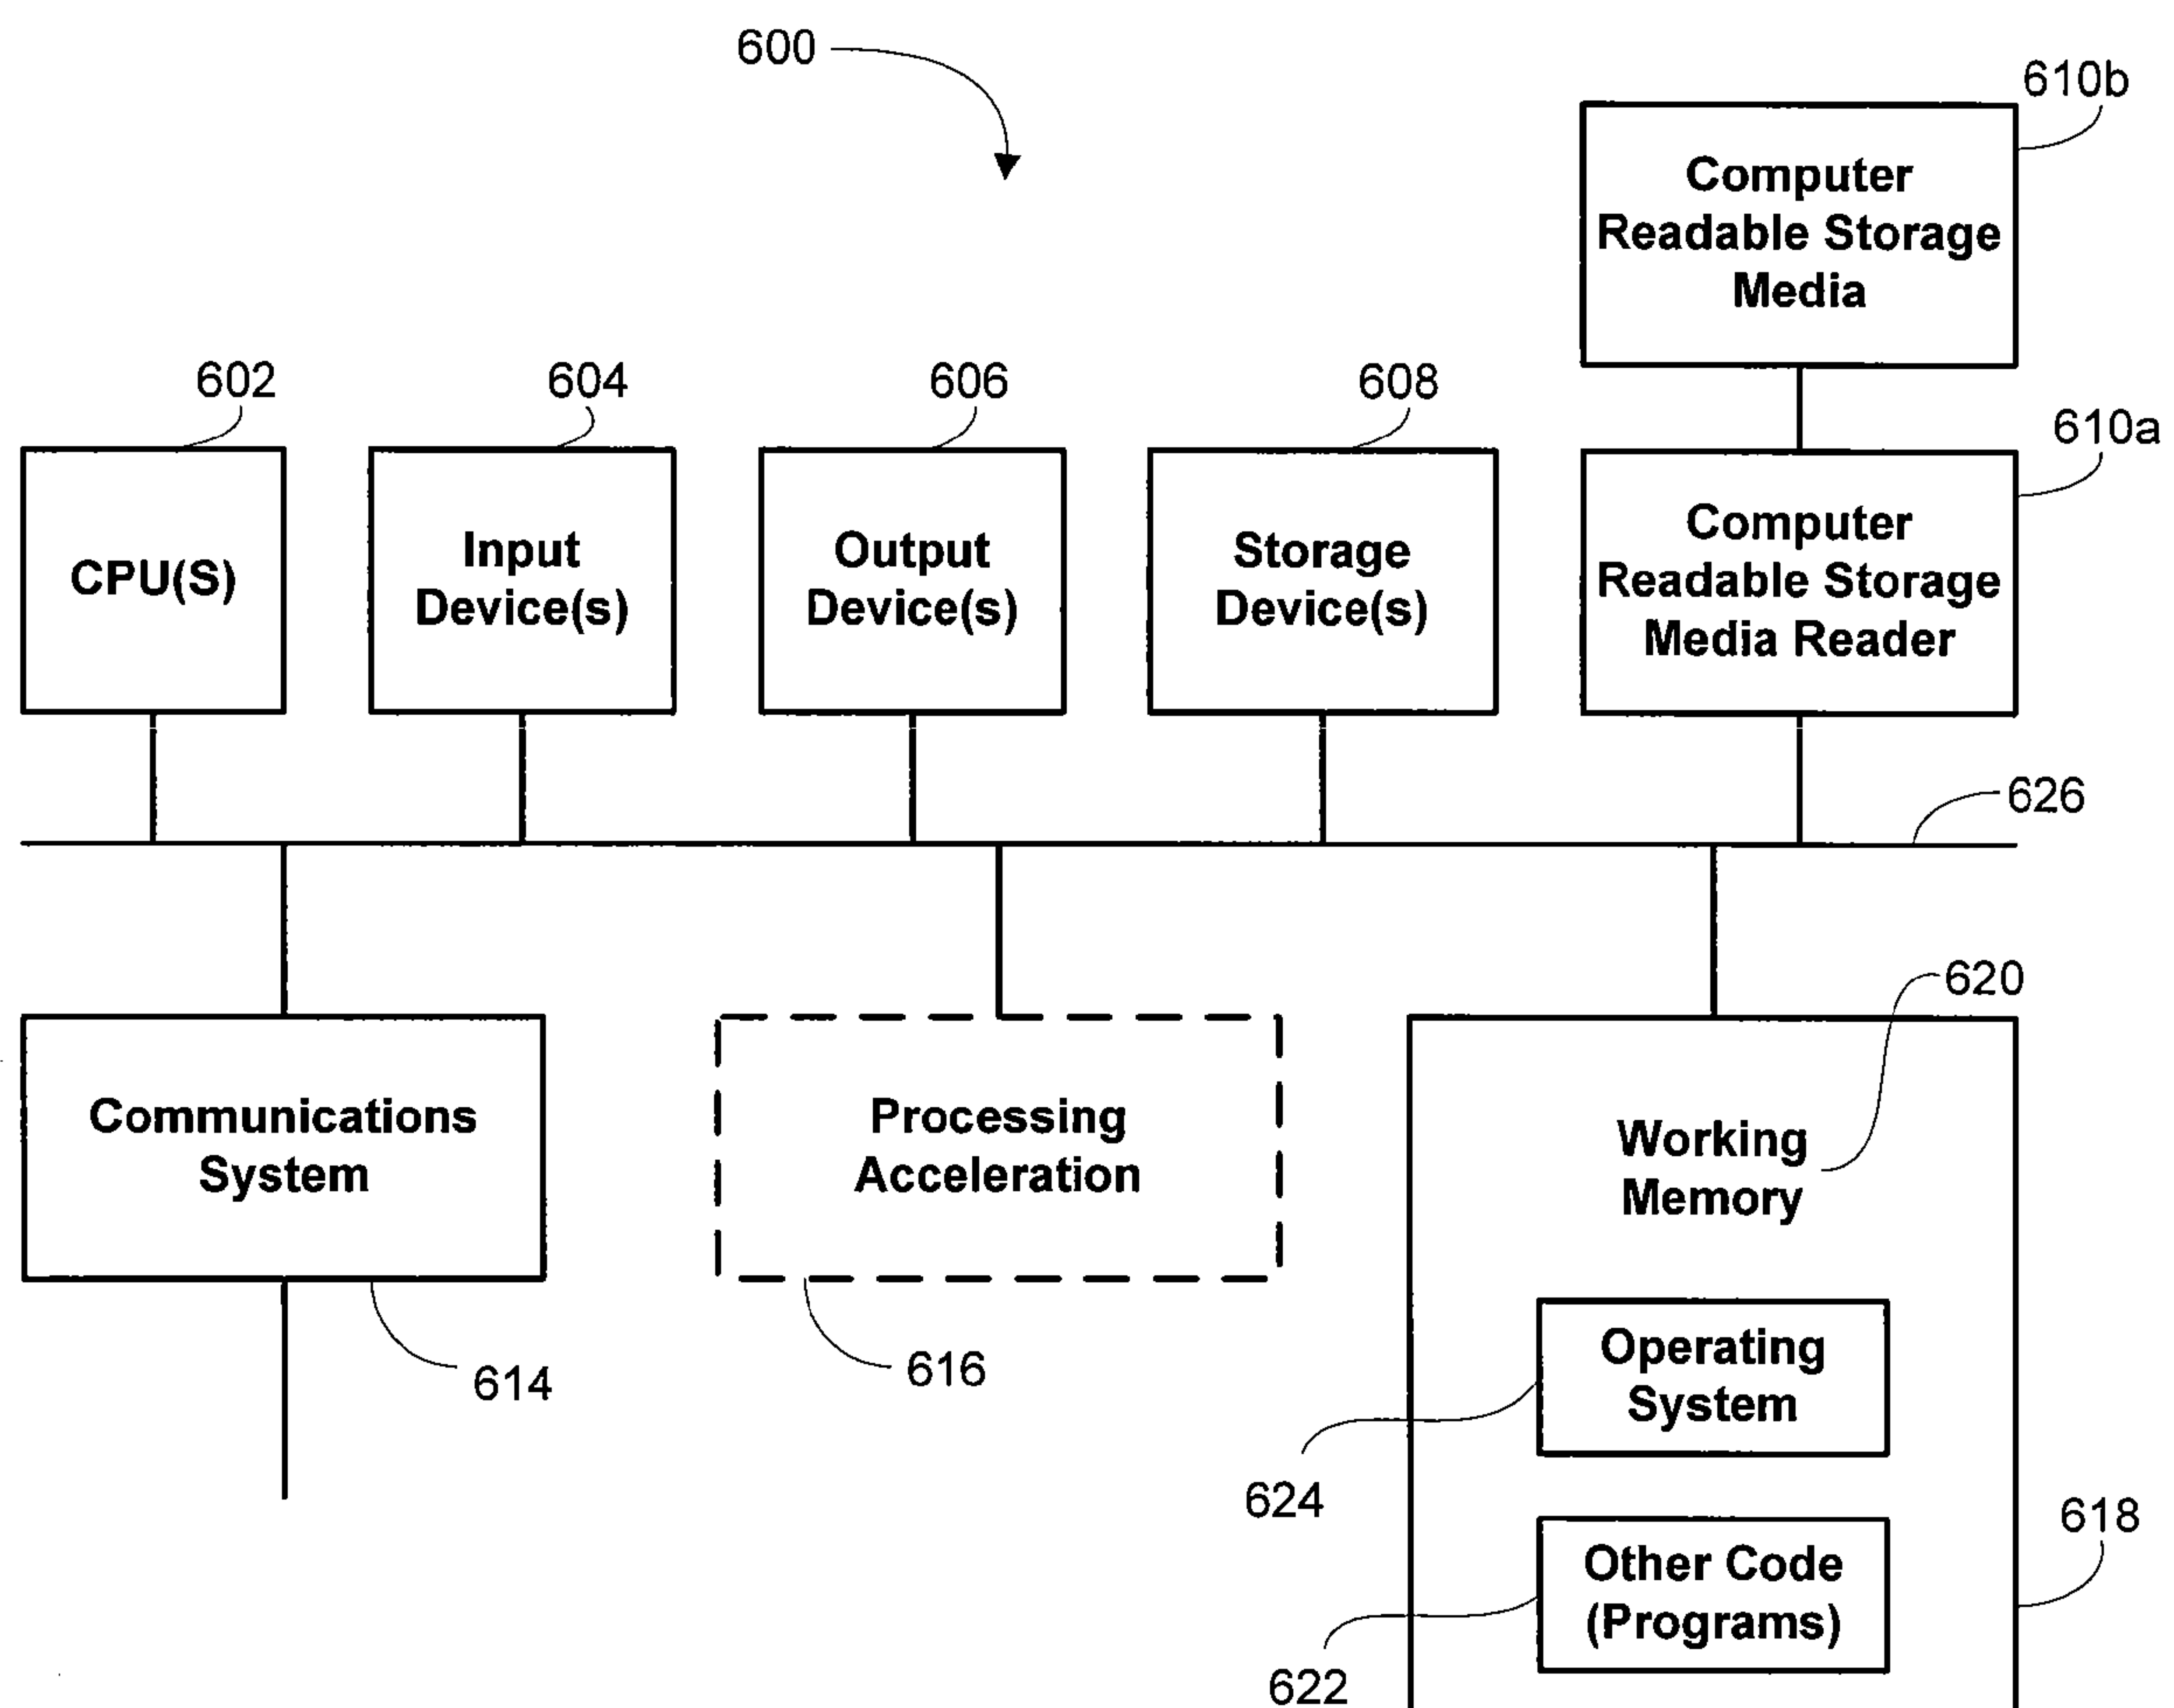 600
610b
Computer
Readable Storage
Media
602
604
606
608
610a
CPU(S)
Input
Device(s)
Output
Device(s)
Storage
Device(s)
Computer
Readable Storage
Media Reader
626
620
Communications
System
Processing
Acceleration
Working
Memory
614
616
Operating
System
624
618
Other Code
(Programs)
622